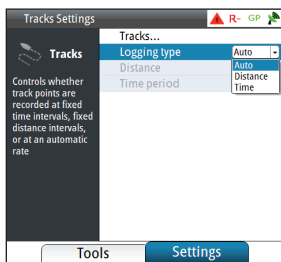 Tracks Settings
R- GP
Tracks
Controls whether
track points are
recorded at fixed
time intervals, fixed
distance intervals,
or at an automatic
rate
Tracks...
Logging type Auto
Distance
Time period
Auto
Distance
Time
Tools
Settings